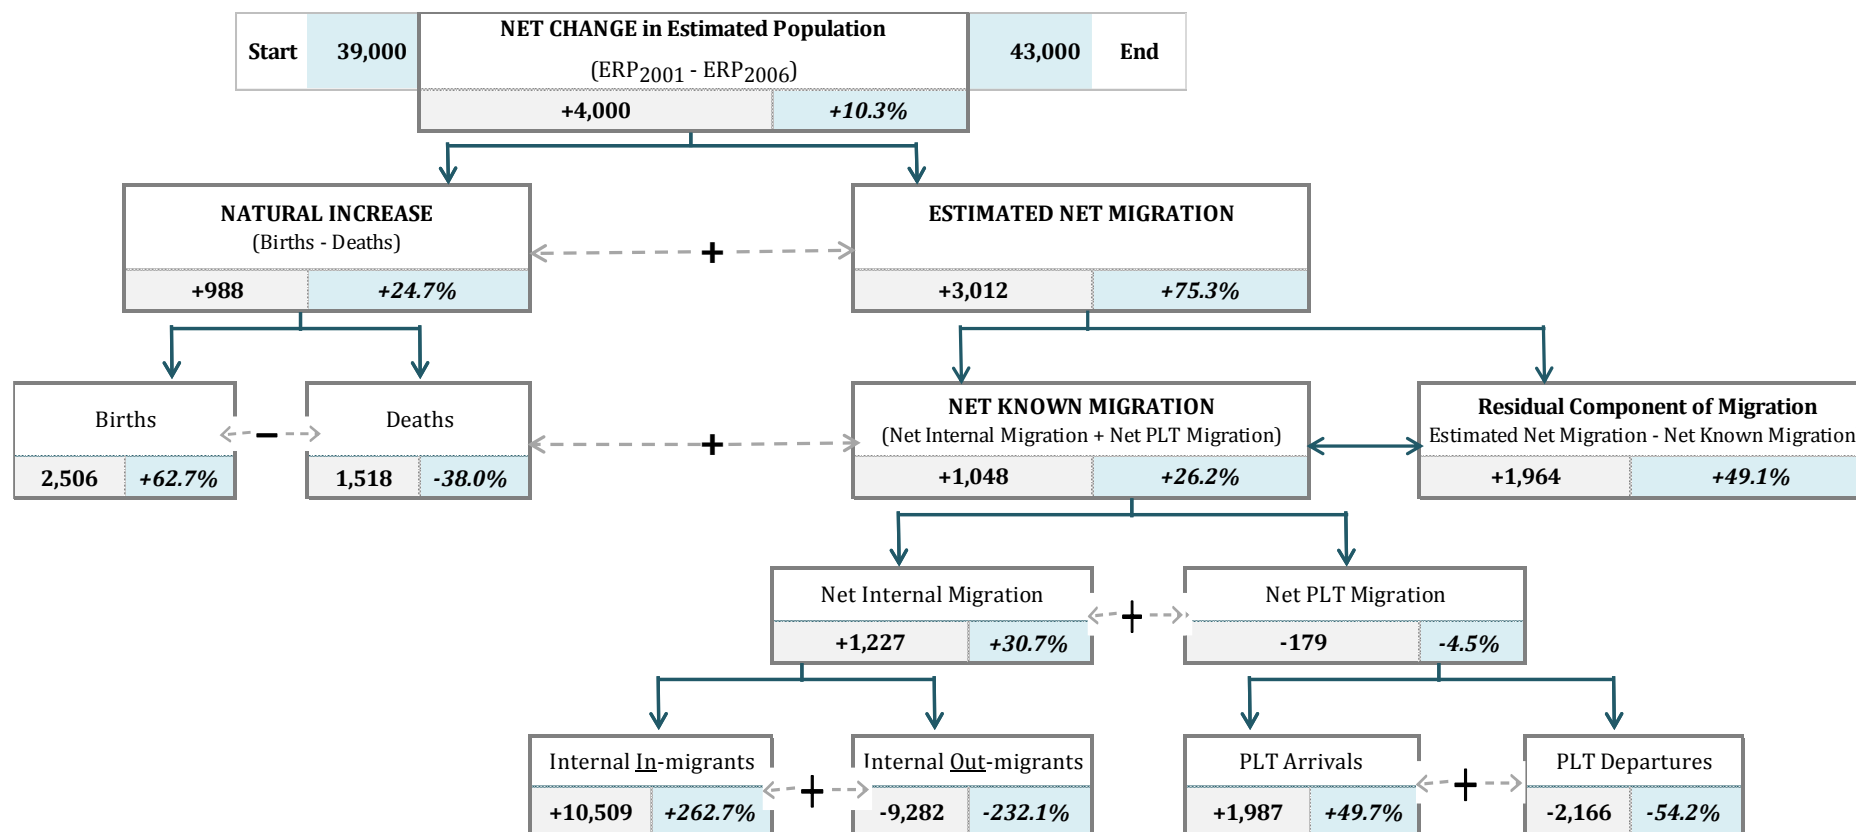 NET CHANGE in Estimated Population
Start 39,000 43,000 End
(ERP2001 - ERP2006)
+4,000 +10.3%
NATURAL INCREASE
(Births - Deaths)
+988 +24.7%
ESTIMATED NET MIGRATION
+
+3,012 +75.3%
Births
2,506 +62.7%
–
Deaths
1,518 -38.0%
+
NET KNOWN MIGRATION
(Net Internal Migration + Net PLT Migration)
+1,048 +26.2%
Residual Component of Migration
Estimated Net Migration - Net Known Migration
+1,964 +49.1%
Net Internal Migration
+1,227 +30.7%
+
Net PLT Migration
-179 -4.5%
Internal In-migrants
+10,509 +262.7%
+
Internal Out-migrants
-9,282 -232.1%
PLT Arrivals
+1,987 +49.7%
+
PLT Departures
-2,166 -54.2%